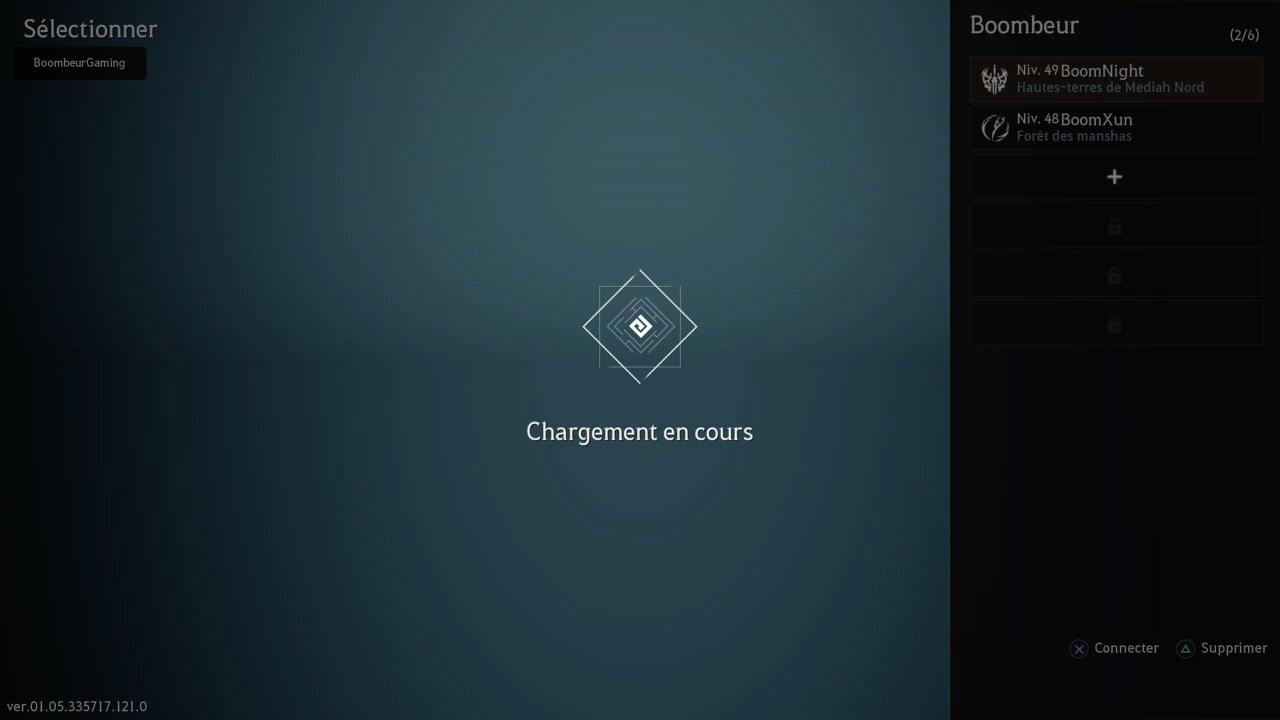 Sélectionner
BoombeurGaming
Chargement en cours
Boombeur
(2/6)
Niv. 49 BoomNight
Hautes-terres de Mediah Nord
Niv. 48 BoomXun
Forêt des manshas
Connecter
Supprimer
ver.01.05.335717.121.0